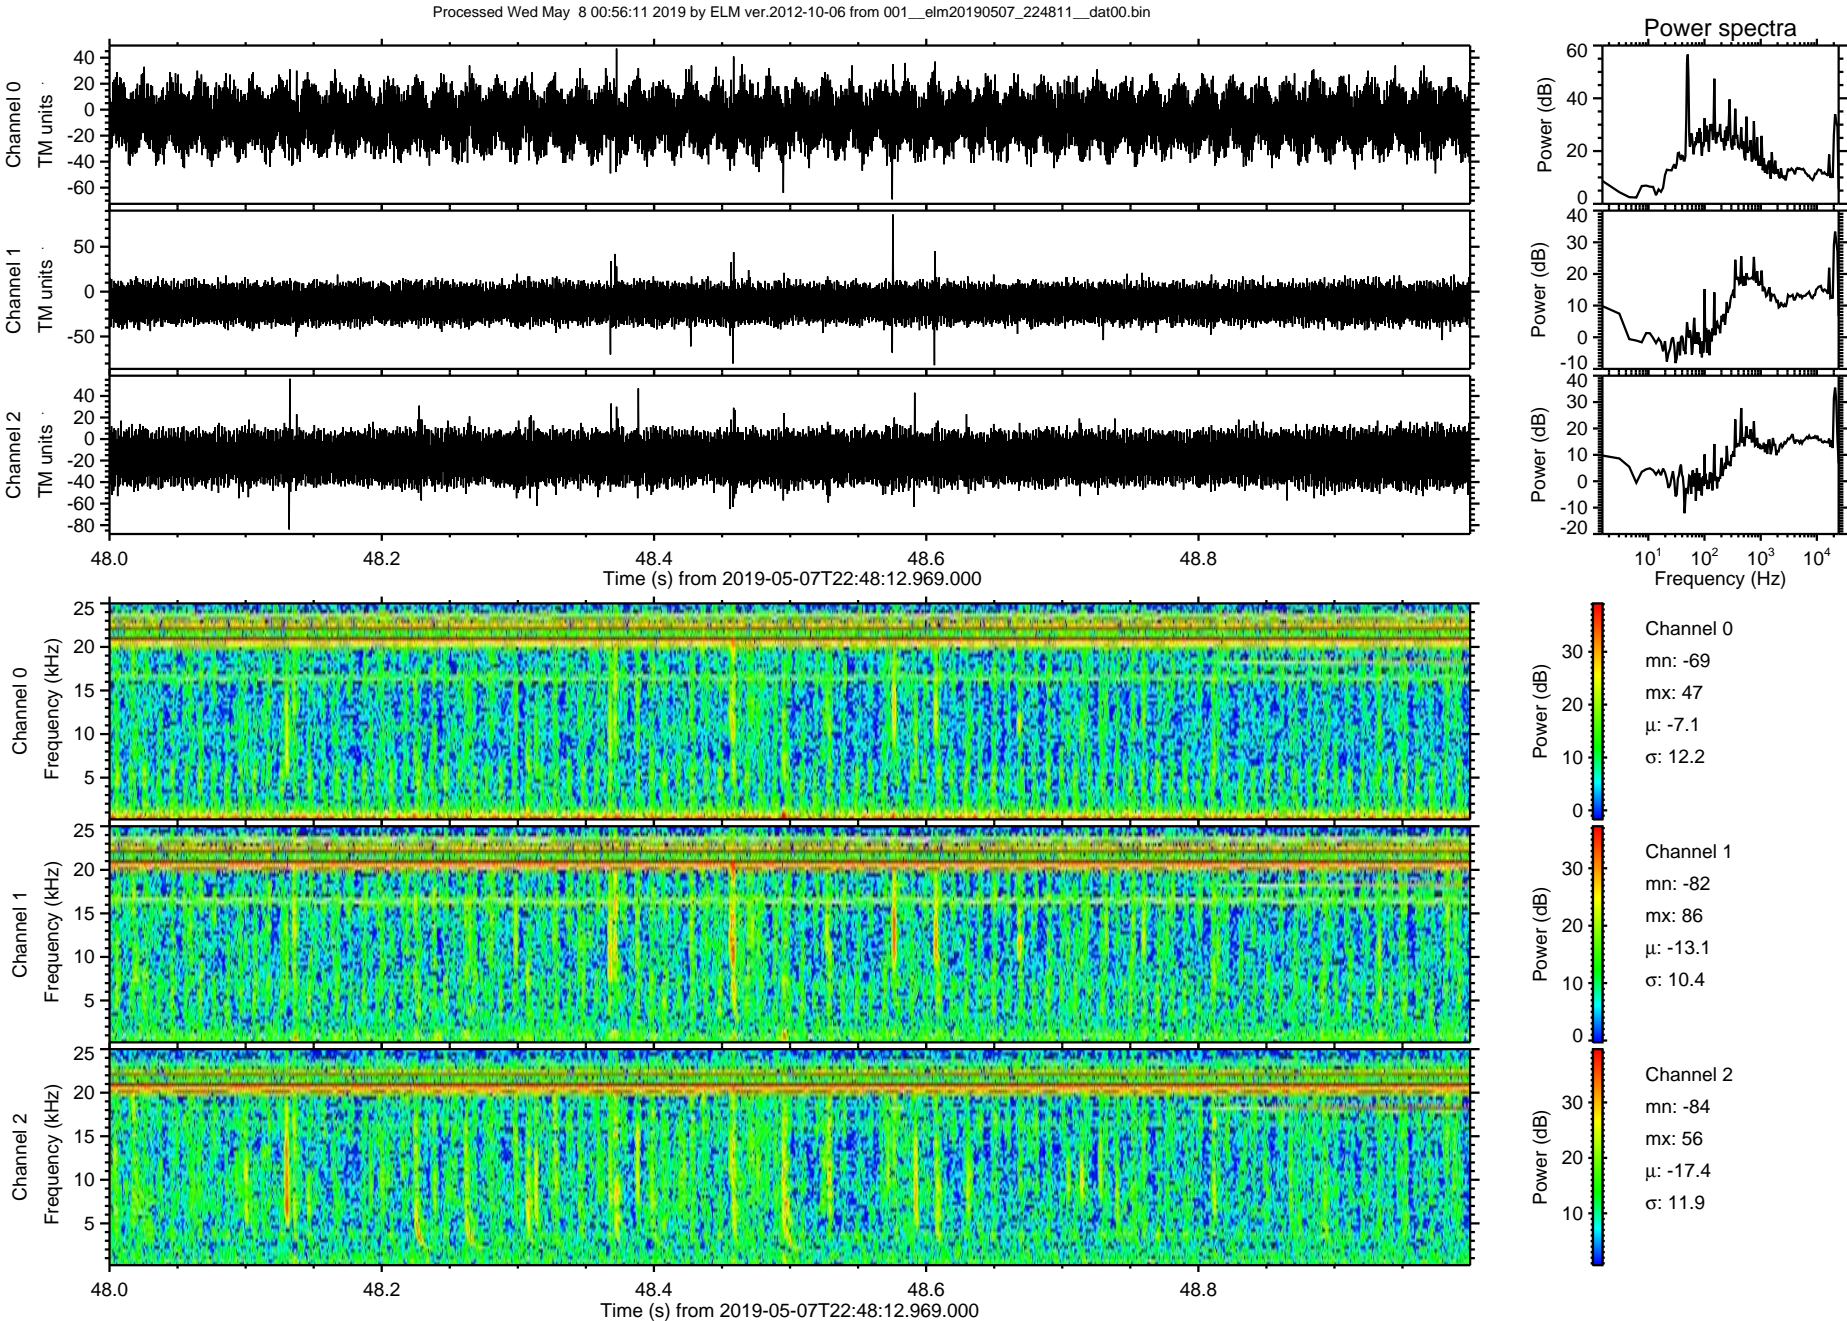 Processed Wed May  8 00:56:11 2019 by ELM ver.2012-10-06 from 001__elm20190507_224811__dat00.bin
Power spectra
Channel 0
TM units
40
20
0
-20
-40
-60
Power (dB)
60
40
20
0
Channel 1
TM units
50
0
-50
Power (dB)
40
30
20
10
0
-10
Channel 2
TM units
40
20
0
-20
-40
-60
-80
Power (dB)
40
30
20
10
0
-10
-20
48.0 48.2 48.4 48.6 48.8
Time (s) from 2019-05-07T22:48:12.969.000
10^1 10^2 10^3 10^4
Frequency (Hz)
Channel 0
Frequency (kHz)
25
20
15
10
5
Power (dB)
30
20
10
0
Channel 0
mn: -69
mx: 47
μ: -7.1
σ: 12.2
Channel 1
Frequency (kHz)
25
20
15
10
5
Power (dB)
30
20
10
0
Channel 1
mn: -82
mx: 86
μ: -13.1
σ: 10.4
Channel 2
Frequency (kHz)
25
20
15
10
5
Power (dB)
30
20
10
Channel 2
mn: -84
mx: 56
μ: -17.4
σ: 11.9
48.0 48.2 48.4 48.6 48.8
Time (s) from 2019-05-07T22:48:12.969.000